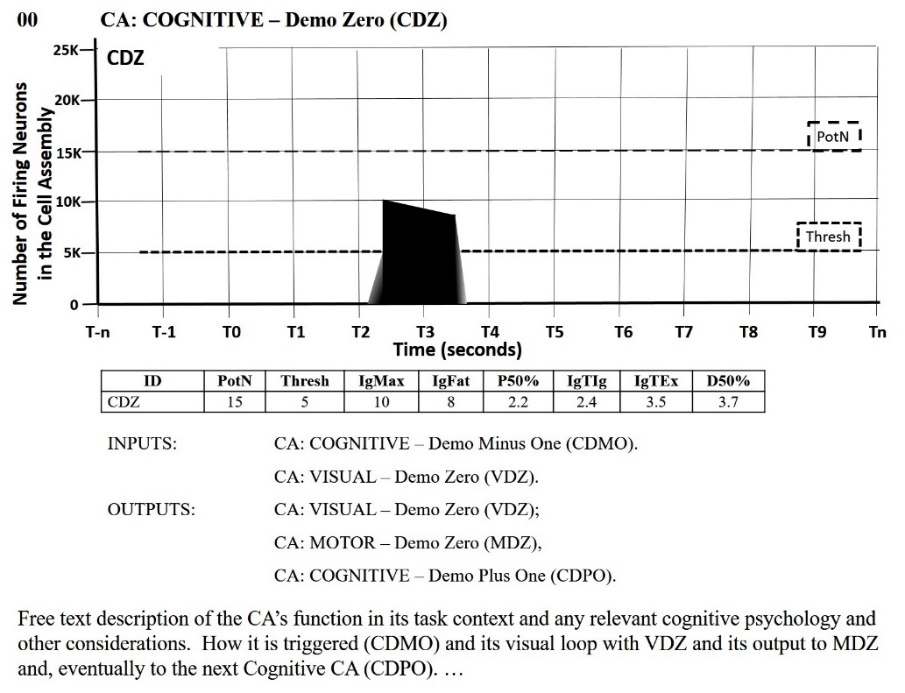 00 CA: COGNITIVE – Demo Zero (CDZ)
25K
CDZ
20K
PotN
15K
10K
Thresh
5K
0
Number of Firing Neurons
in the Cell Assembly
T-n T-1 T0 T1 T2 T3 T4 T5 T6 T7 T8 T9 Tn
Time (seconds)
ID PotN Thresh IgMax IgFat P50% IgTIg IgTEx D50%
CDZ 15 5 10 8 2.2 2.4 3.5 3.7
INPUTS: CA: COGNITIVE – Demo Minus One (CDMO).
CA: VISUAL – Demo Zero (VDZ).
OUTPUTS: CA: VISUAL – Demo Zero (VDZ);
CA: MOTOR – Demo Zero (MDZ),
CA: COGNITIVE – Demo Plus One (CDPO).
Free text description of the CA's function in its task context and any relevant cognitive psychology and
other considerations. How it is triggered (CDMO) and its visual loop with VDZ and its output to MDZ
and, eventually to the next Cognitive CA (CDPO). …